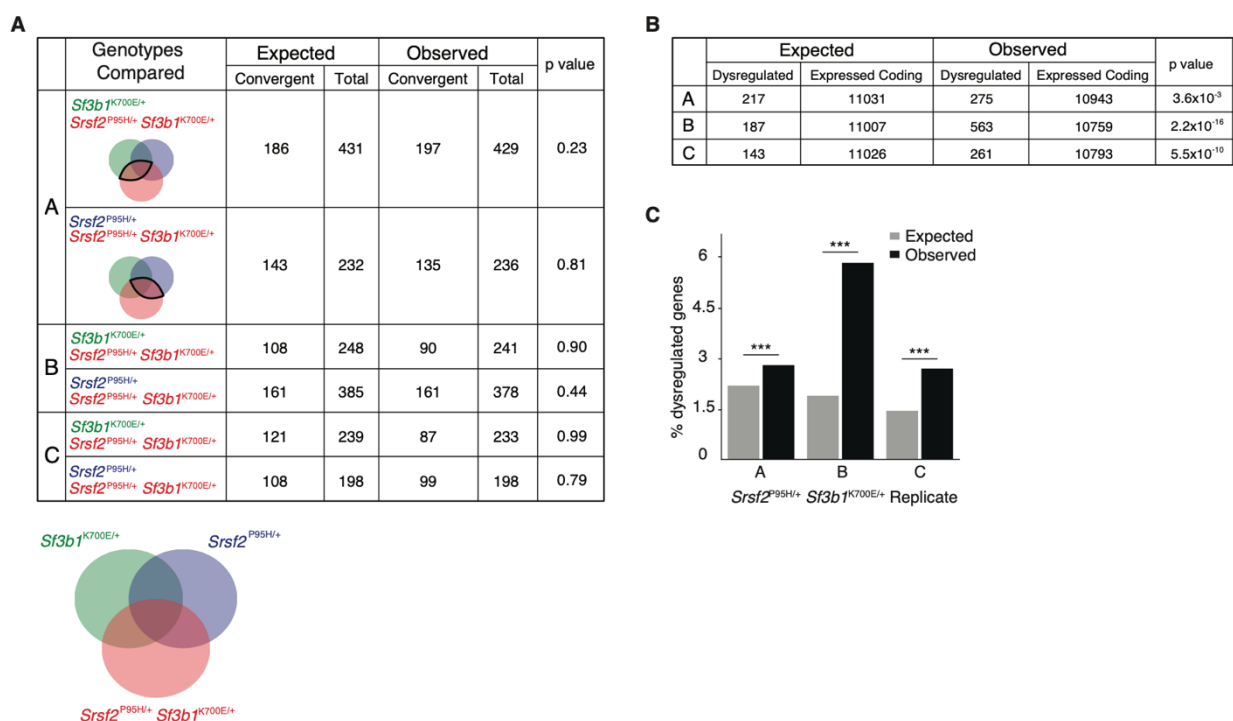 A
Genotypes Compared | Expected | Observed | p value
Convergent | Total | Convergent | Total
A
Sf3b1K700E/+
Srsf2P95H/+ Sf3b1K700E/+
186 | 431 | 197 | 429 | 0.23
Srsf2P95H/+
Srsf2P95H/+ Sf3b1K700E/+
143 | 232 | 135 | 236 | 0.81
B
Sf3b1K700E/+
Srsf2P95H/+ Sf3b1K700E/+
108 | 248 | 90 | 241 | 0.90
Srsf2P95H/+
Srsf2P95H/+ Sf3b1K700E/+
161 | 385 | 161 | 378 | 0.44
C
Sf3b1K700E/+
Srsf2P95H/+ Sf3b1K700E/+
121 | 239 | 87 | 233 | 0.99
Srsf2P95H/+
Srsf2P95H/+ Sf3b1K700E/+
108 | 198 | 99 | 198 | 0.79
Sf3b1K700E/+
Srsf2P95H/+
Srsf2P95H/+ Sf3b1K700E/+
B
Expected | Observed | p value
Dysregulated | Expressed Coding | Dysregulated | Expressed Coding
A | 217 | 11031 | 275 | 10943 | 3.6x10-3
B | 187 | 11007 | 563 | 10759 | 2.2x10-16
C | 143 | 11026 | 261 | 10793 | 5.5x10-10
C
Expected
Observed
% dysregulated genes
6
4.5
3
1.5
0
***
***
***
A B C
Srsf2P95H/+ Sf3b1K700E/+ Replicate